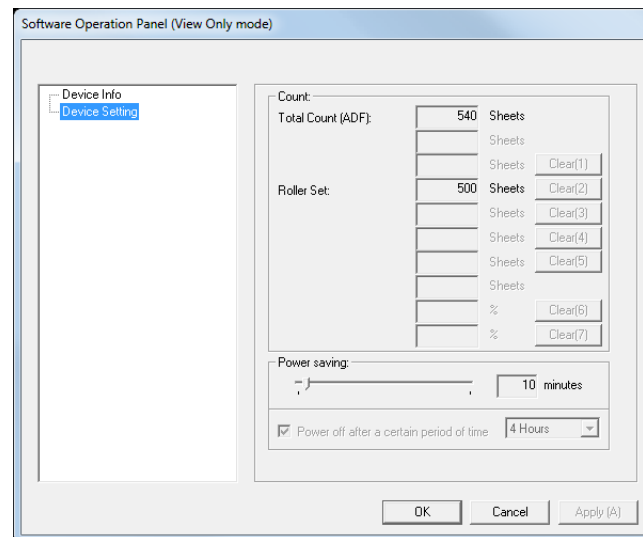 Software Operation Panel (View Only mode)
Device Info
Device Setting
Count:
Total Count (ADF): 540 Sheets
Sheets
Sheets Clear(1)
Roller Set: 500 Sheets Clear(2)
Sheets Clear(3)
Sheets Clear(4)
Sheets Clear(5)
Sheets
% Clear(6)
% Clear(7)
Power saving:
10 minutes
Power off after a certain period of time 4 Hours
OK Cancel Apply (A)